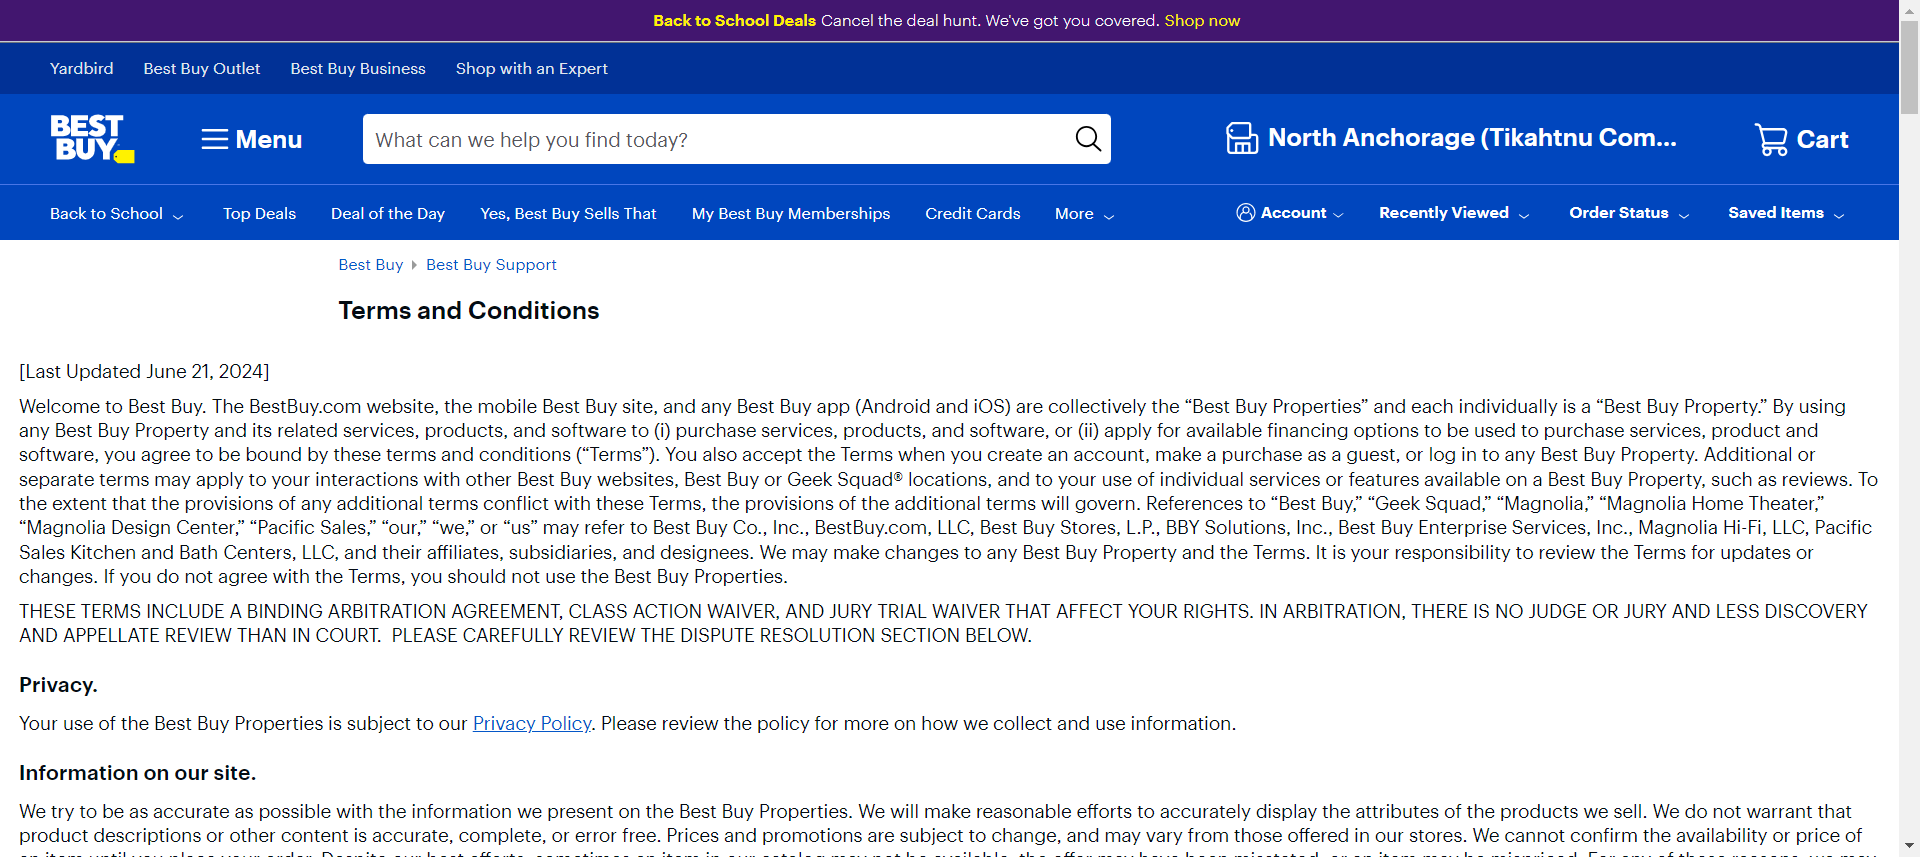 Back to School Deals Cancel the deal hunt. We've got you covered. Shop now
Yardbird Best Buy Outlet Best Buy Business Shop with an Expert
BEST BUY
Menu
What can we help you find today?
North Anchorage (Tikahtnu Com...
Cart
Back to School Top Deals Deal of the Day Yes, Best Buy Sells That My Best Buy Memberships Credit Cards More Account Recently Viewed Order Status Saved Items
Best Buy Best Buy Support
Terms and Conditions
[Last Updated June 21, 2024]
Welcome to Best Buy. The BestBuy.com website, the mobile Best Buy site, and any Best Buy app (Android and iOS) are collectively the “Best Buy Properties” and each individually is a “Best Buy Property.” By using
any Best Buy Property and its related services, products, and software to (i) purchase services, products, and software, or (ii) apply for available financing options to be used to purchase services, product and
software, you agree to be bound by these terms and conditions (“Terms”). You also accept the Terms when you create an account, make a purchase as a guest, or log in to any Best Buy Property. Additional or
separate terms may apply to your interactions with other Best Buy websites, Best Buy or Geek Squad® locations, and to your use of individual services or features available on a Best Buy Property, such as reviews. To
the extent that the provisions of any additional terms conflict with these Terms, the provisions of the additional terms will govern. References to “Best Buy,” “Geek Squad,” “Magnolia,” “Magnolia Home Theater,”
“Magnolia Design Center,” “Pacific Sales,” “our,” “we,” or “us” may refer to Best Buy Co., Inc., BestBuy.com, LLC, Best Buy Stores, L.P., BBY Solutions, Inc., Best Buy Enterprise Services, Inc., Magnolia Hi-Fi, LLC, Pacific
Sales Kitchen and Bath Centers, LLC, and their affiliates, subsidiaries, and designees. We may make changes to any Best Buy Property and the Terms. It is your responsibility to review the Terms for updates or
changes. If you do not agree with the Terms, you should not use the Best Buy Properties.
THESE TERMS INCLUDE A BINDING ARBITRATION AGREEMENT, CLASS ACTION WAIVER, AND JURY TRIAL WAIVER THAT AFFECT YOUR RIGHTS. IN ARBITRATION, THERE IS NO JUDGE OR JURY AND LESS DISCOVERY
AND APPELLATE REVIEW THAN IN COURT.  PLEASE CAREFULLY REVIEW THE DISPUTE RESOLUTION SECTION BELOW.
Privacy.
Your use of the Best Buy Properties is subject to our Privacy Policy. Please review the policy for more on how we collect and use information.
Information on our site.
We try to be as accurate as possible with the information we present on the Best Buy Properties. We will make reasonable efforts to accurately display the attributes of the products we sell. We do not warrant that
product descriptions or other content is accurate, complete, or error free. Prices and promotions are subject to change, and may vary from those offered in our stores. We cannot confirm the availability or price of